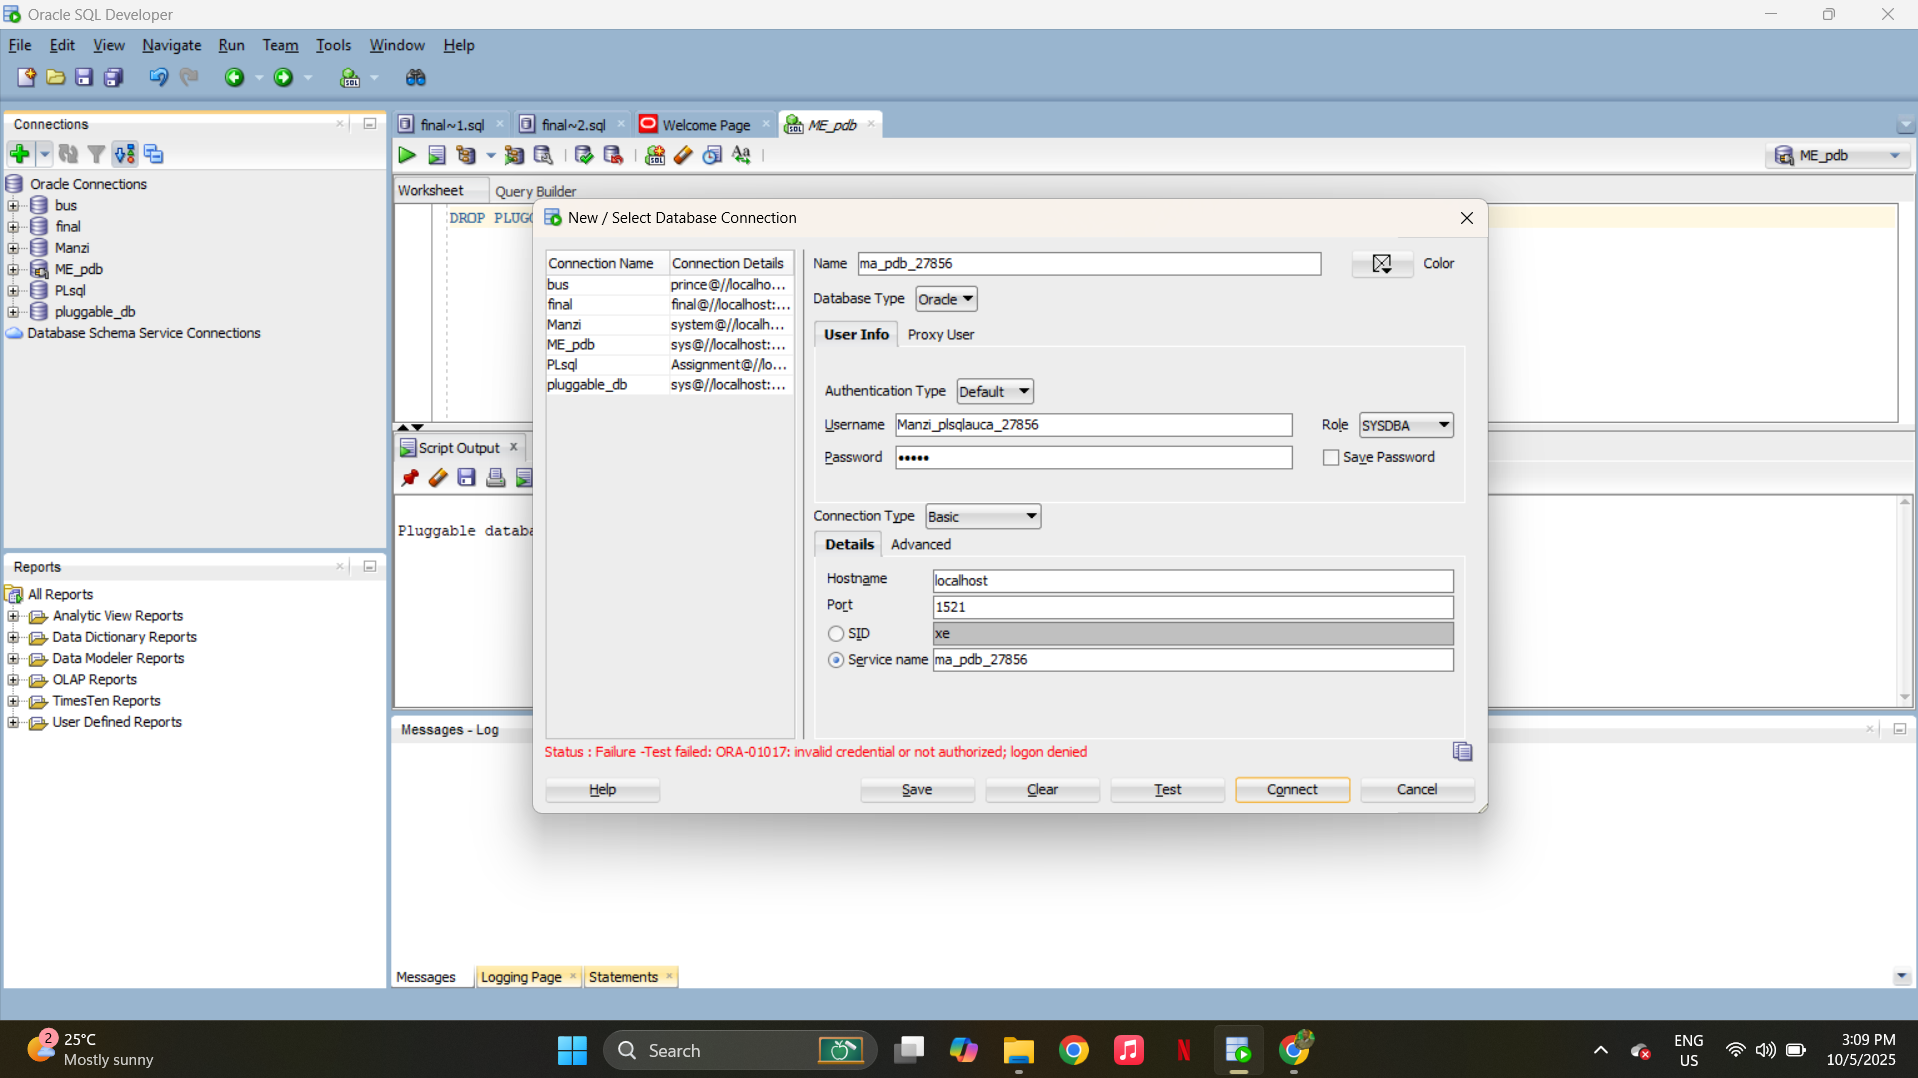 Oracle SQL Developer
File Edit View Navigate Run Team Tools Window Help
Connections
Oracle Connections
bus
final
Manzi
ME_pdb
PLsql
pluggable_db
Database Schema Service Connections
Reports
All Reports
Analytic View Reports
Data Dictionary Reports
Data Modeler Reports
OLAP Reports
TimesTen Reports
User Defined Reports
final~1.sql final~2.sql Welcome Page ME_pdb
ME_pdb
Worksheet Query Builder
DROP PLUGG
Script Output
Pluggable databa
Messages - Log
Messages Logging Page Statements
New / Select Database Connection
Connection Name Connection Details
bus prince@//localho...
final final@//localhost:...
Manzi system@//localh...
ME_pdb sys@//localhost:...
PLsql Assignment@//lo...
pluggable_db sys@//localhost:...
Name ma_pdb_27856 Color
Database Type Oracle
User Info Proxy User
Authentication Type Default
Username Manzi_plsqlauca_27856 Role SYSDBA
Password ••••• Save Password
Connection Type Basic
Details Advanced
Hostname localhost
Port 1521
SID xe
Service name ma_pdb_27856
Status : Failure -Test failed: ORA-01017: invalid credential or not authorized; logon denied
Help Save Clear Test Connect Cancel
2 25°C
Mostly sunny
Search
ENG
US
3:09 PM
10/5/2025